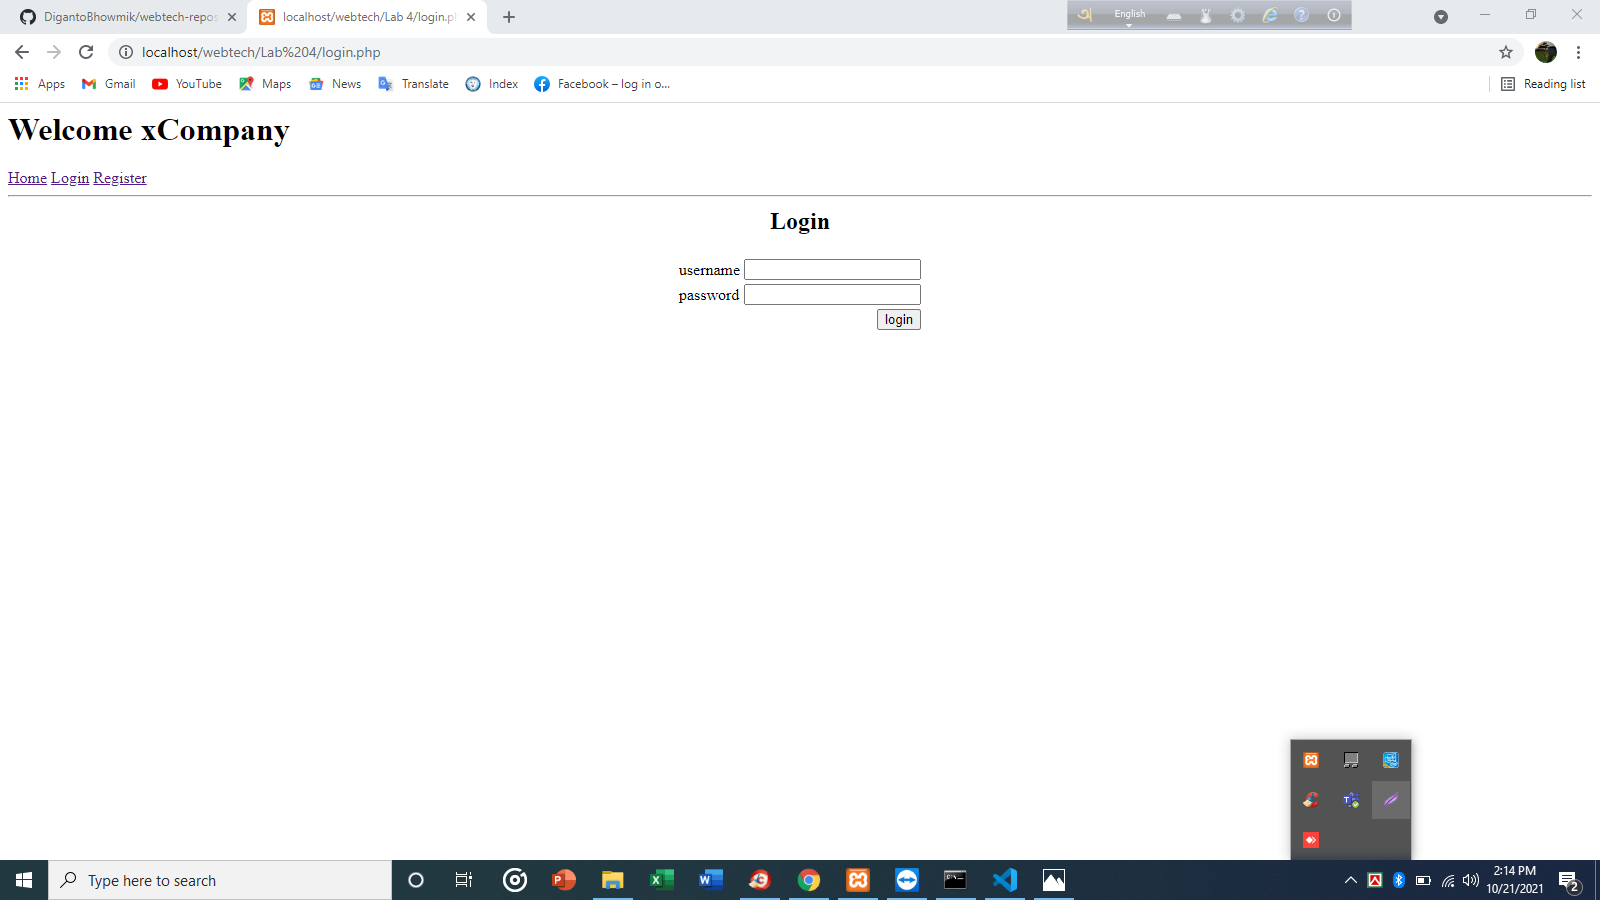 DigantoBhowmik/webtech-repos
localhost/webtech/Lab 4/login.p
অ English
localhost/webtech/Lab%204/login.php
Apps Gmail YouTube Maps News Translate Index Facebook – log in o... Reading list
Welcome xCompany
Home Login Register
Login
username
password
login
Type here to search
2:14 PM
10/21/2021
2